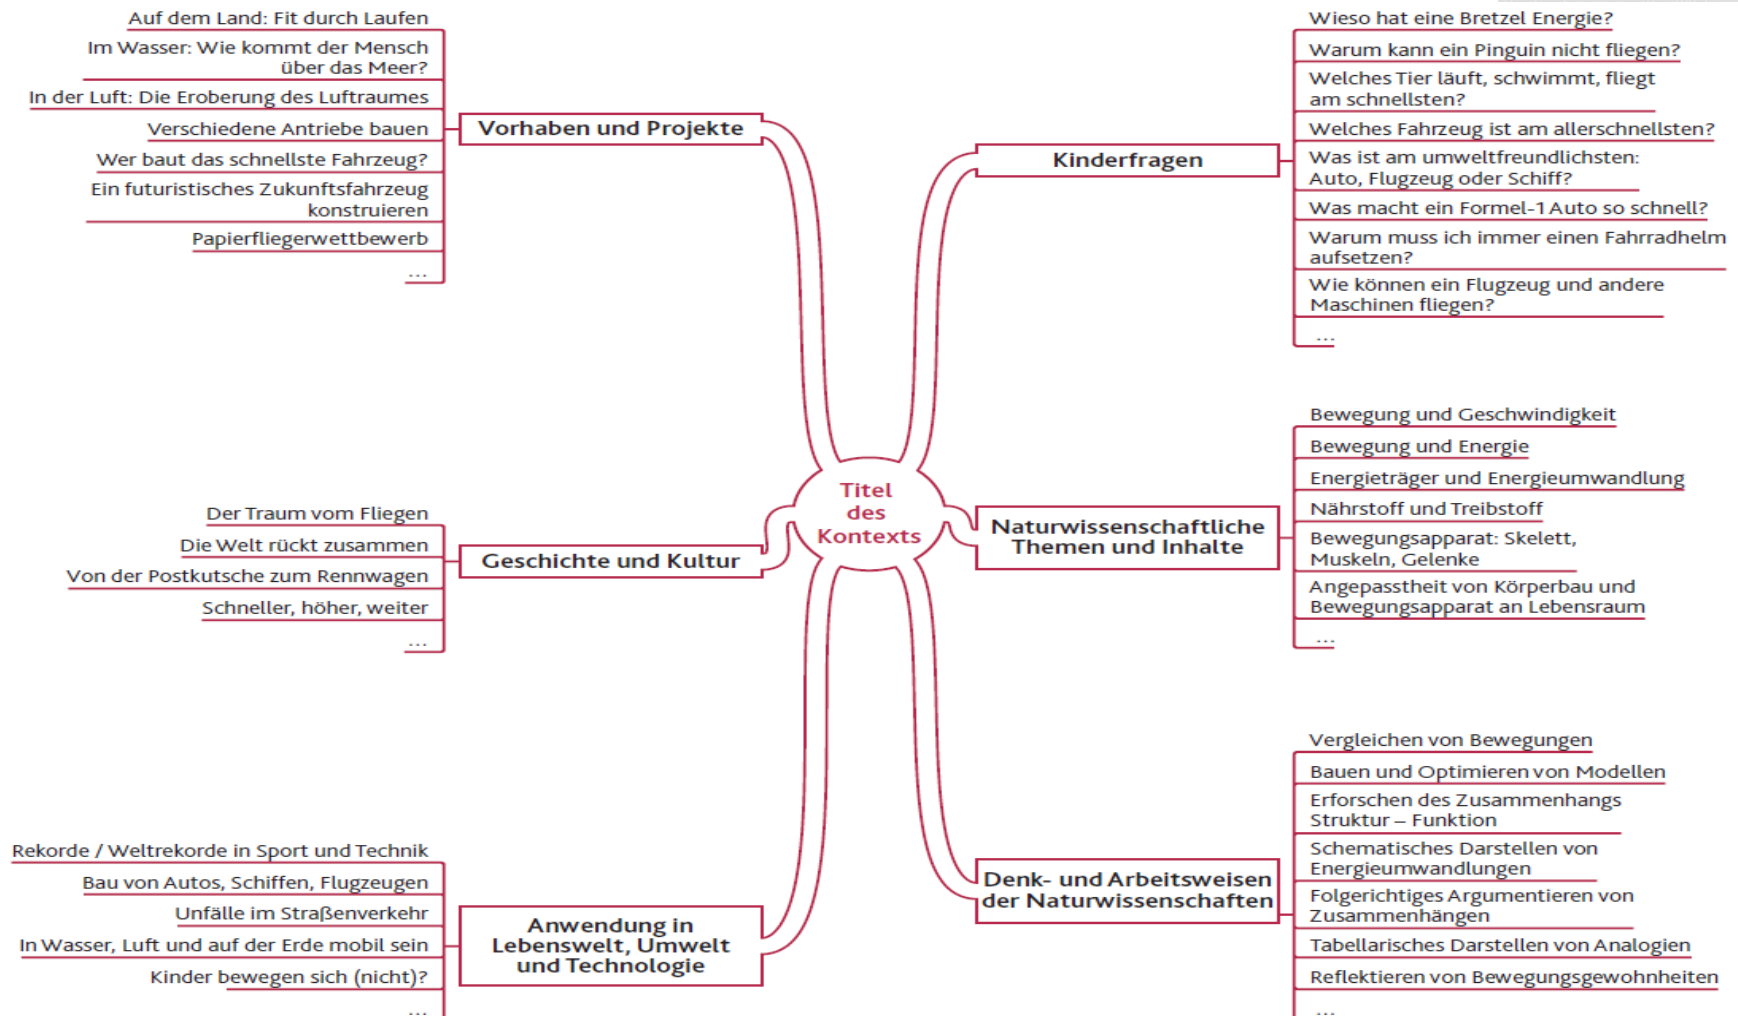 Auf dem Land: Fit durch Laufen
Im Wasser: Wie kommt der Mensch
über das Meer?
In der Luft: Die Eroberung des Luftraumes
Verschiedene Antriebe bauen
Wer baut das schnellste Fahrzeug?
Ein futuristisches Zukunftsfahrzeug
konstruieren
Papierfliegerwettbewerb
...
Vorhaben und Projekte
Kinderfragen
Wieso hat eine Bretzel Energie?
Warum kann ein Pinguin nicht fliegen?
Welches Tier läuft, schwimmt, fliegt
am schnellsten?
Welches Fahrzeug ist am allerschnellsten?
Was ist am umweltfreundlichsten:
Auto, Flugzeug oder Schiff?
Was macht ein Formel-1 Auto so schnell?
Warum muss ich immer einen Fahrradhelm
aufsetzen?
Wie können ein Flugzeug und andere
Maschinen fliegen?
...
Titel
des
Kontexts
Der Traum vom Fliegen
Die Welt rückt zusammen
Von der Postkutsche zum Rennwagen
Schneller, höher, weiter
...
Geschichte und Kultur
Naturwissenschaftliche
Themen und Inhalte
Bewegung und Geschwindigkeit
Bewegung und Energie
Energieträger und Energieumwandlung
Nährstoff und Treibstoff
Bewegungsapparat: Skelett,
Muskeln, Gelenke
Angepasstheit von Körperbau und
Bewegungsapparat an Lebensraum
...
Rekorde / Weltrekorde in Sport und Technik
Bau von Autos, Schiffen, Flugzeugen
Unfälle im Straßenverkehr
In Wasser, Luft und auf der Erde mobil sein
Kinder bewegen sich (nicht)?
...
Anwendung in
Lebenswelt, Umwelt
und Technologie
Denk- und Arbeitsweisen
der Naturwissenschaften
Vergleichen von Bewegungen
Bauen und Optimieren von Modellen
Erforschen des Zusammenhangs
Struktur – Funktion
Schematisches Darstellen von
Energieumwandlungen
Folgerichtiges Argumentieren von
Zusammenhängen
Tabellarisches Darstellen von Analogien
Reflektieren von Bewegungsgewohnheiten
...